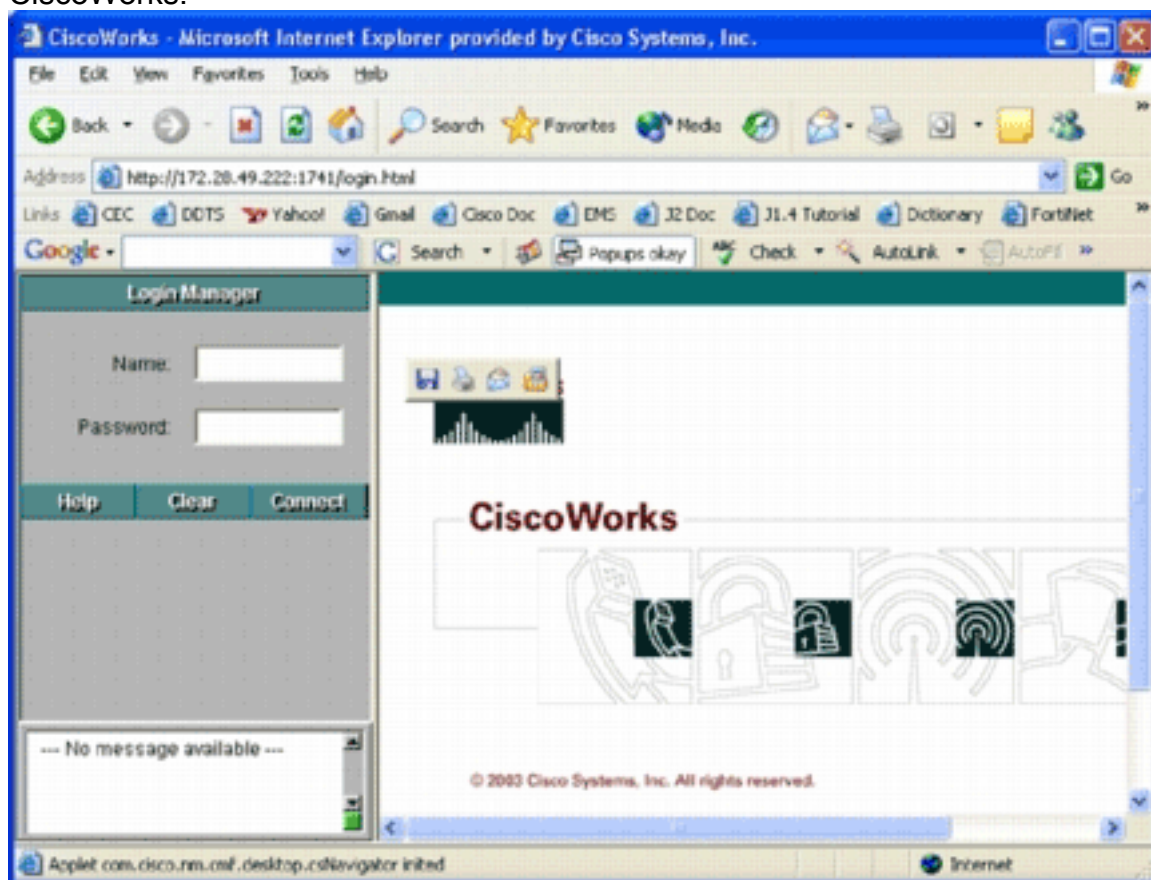 CiscoWorks.
CiscoWorks - Microsoft Internet Explorer provided by Cisco Systems, Inc.
File Edit View Favorites Tools Help
Back Search Favorites Media
Address http://172.28.49.222:1741/login.html Go
Links CEC DDTS Yahoo! Gmail Cisco Doc EMS J2 Doc J1.4 Tutorial Dictionary FortiNet
Google Search Popups okay ABC Check AutoLink AutoFill
Login Manager
Name:
Password:
Help Clear Connect
CiscoWorks
--- No message available ---
© 2003 Cisco Systems, Inc. All rights reserved.
Applet com.cisco.nm.cmf.desktop.csNavigator inited Internet